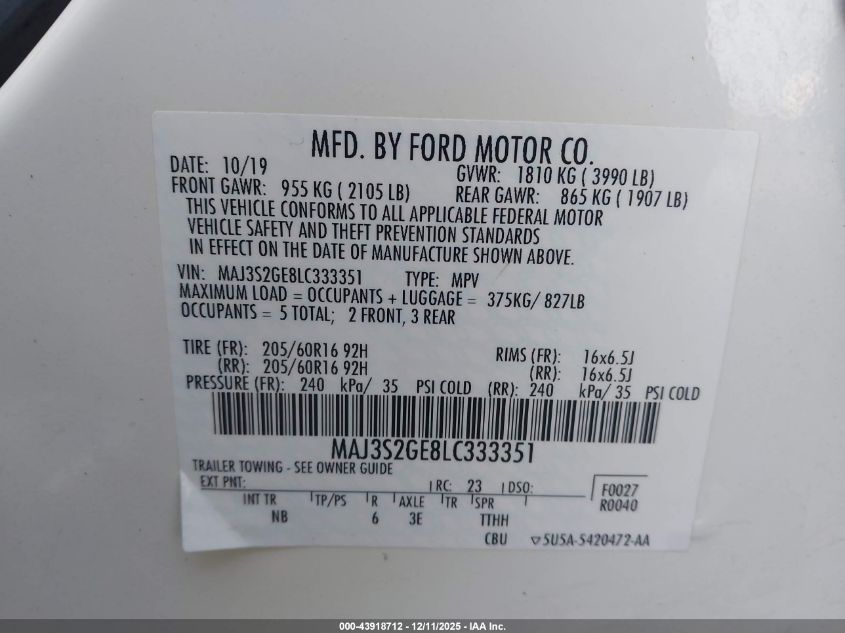 MFD. BY FORD MOTOR CO.
DATE: 10/19 GVWR: 1810 KG ( 3990 LB)
FRONT GAWR: 955 KG ( 2105 LB) REAR GAWR: 865 KG ( 1907 LB)
THIS VEHICLE CONFORMS TO ALL APPLICABLE FEDERAL MOTOR
VEHICLE SAFETY AND THEFT PREVENTION STANDARDS
IN EFFECT ON THE DATE OF MANUFACTURE SHOWN ABOVE.
VIN: MAJ3S2GE8LC333351 TYPE: MPV
MAXIMUM LOAD = OCCUPANTS + LUGGAGE = 375KG/ 827LB
OCCUPANTS = 5 TOTAL; 2 FRONT, 3 REAR
TIRE (FR): 205/60R16 92H RIMS (FR): 16x6.5J
(RR): 205/60R16 92H (RR): 16x6.5J
PRESSURE (FR): 240 kPa/ 35 PSI COLD (RR): 240 kPa/ 35 PSI COLD
MAJ3S2GE8LC333351
TRAILER TOWING - SEE OWNER GUIDE
EXT PNT: RC: 23 DSO: F0027
R0040
INT TR TP/PS R AXLE TR SPR
NB 6 3E TTHH
CBU SU5A-S420472-AA
000-43918712 - 12/11/2025 - IAA Inc.